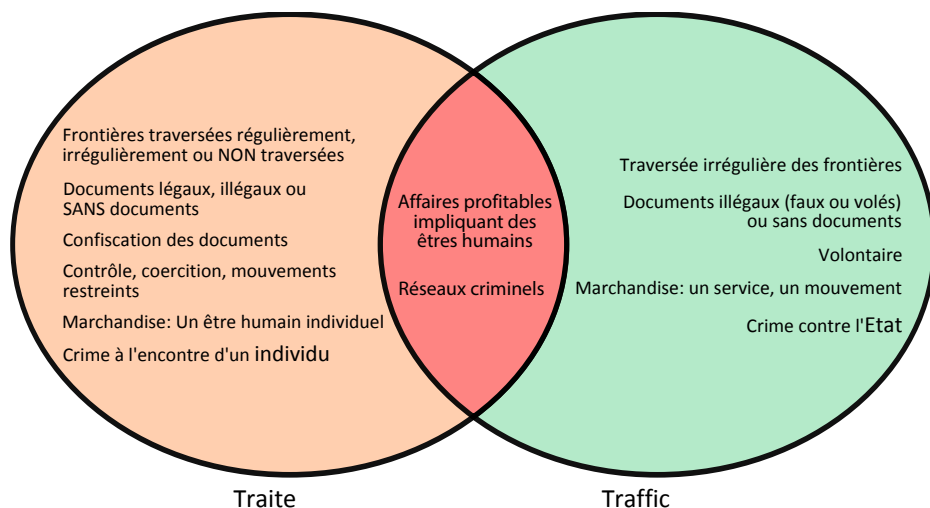 Frontières traversées régulièrement,
irrégulièrement ou NON traversées
Documents légaux, illégaux ou
SANS documents
Confiscation des documents
Contrôle, coercition, mouvements
restreints
Marchandise: Un être humain individuel
Crime à l'encontre d'un individu
Affaires profitables
impliquant des
êtres humains
Réseaux criminels
Traversée irrégulière des frontières
Documents illégaux (faux ou volés)
ou sans documents
Volontaire
Marchandise: un service, un mouvement
Crime contre l'Etat
Traite
Traffic